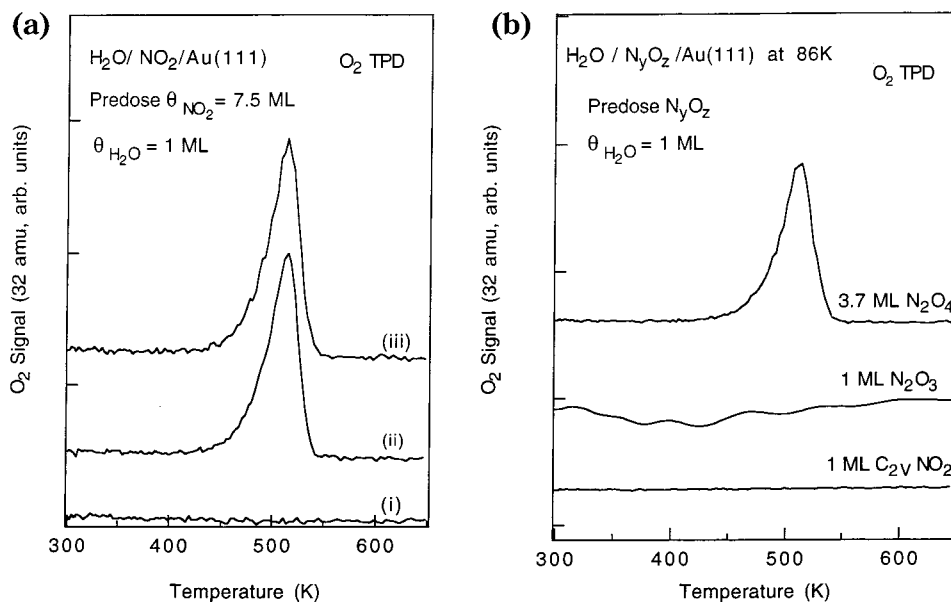 (a)
H2O/ NO2/Au(111)
O2 TPD
Predose θNO2 = 7.5 ML
θH2O = 1 ML
O2 Signal (32 amu, arb. units)
(iii)
(ii)
(i)
300 400 500 600
Temperature (K)
(b)
H2O / NyOz /Au(111) at 86K
O2 TPD
Predose NyOz
θH2O = 1 ML
O2 Signal (32 amu, arb. units)
3.7 ML N2O4
1 ML N2O3
1 ML C2V NO2
300 400 500 600
Temperature (K)